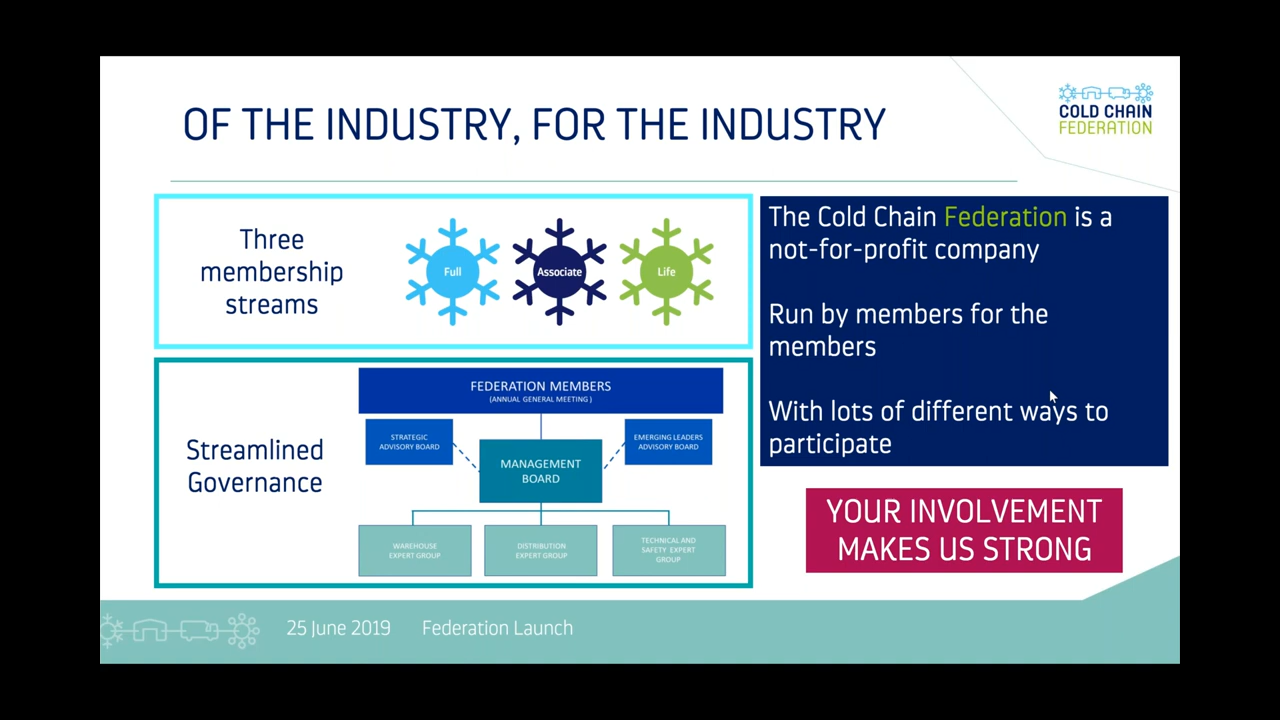 OF THE INDUSTRY, FOR THE INDUSTRY
COLD CHAIN
FEDERATION
Three
membership
streams
Full
Associate
Life
The Cold Chain Federation is a
not-for-profit company
Run by members for the
members
With lots of different ways to
participate
Streamlined
Governance
FEDERATION MEMBERS
(ANNUAL GENERAL MEETING )
STRATEGIC
ADVISORY BOARD
EMERGING LEADERS
ADVISORY BOARD
MANAGEMENT
BOARD
WAREHOUSE
EXPERT GROUP
DISTRIBUTION
EXPERT GROUP
TECHNICAL AND
SAFETY EXPERT
GROUP
YOUR INVOLVEMENT
MAKES US STRONG
25 June 2019
Federation Launch